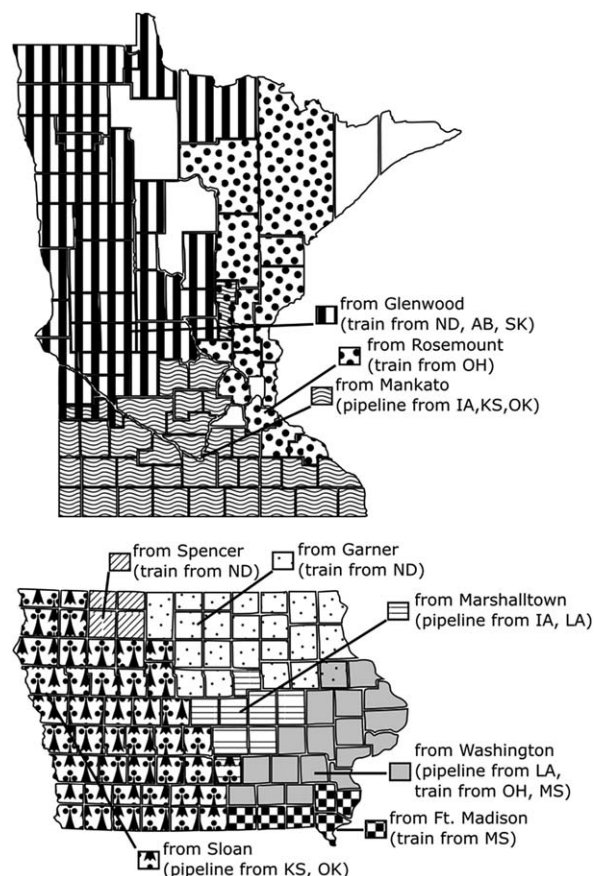 from Glenwood
(train from ND, AB, SK)
from Rosemount
(train from OH)
from Mankato
(pipeline from IA,KS,OK)
from Spencer
(train from ND)
from Garner
(train from ND)
from Marshalltown
(pipeline from IA, LA)
from Washington
(pipeline from LA,
train from OH, MS)
from Ft. Madison
(train from MS)
from Sloan
(pipeline from KS, OK)